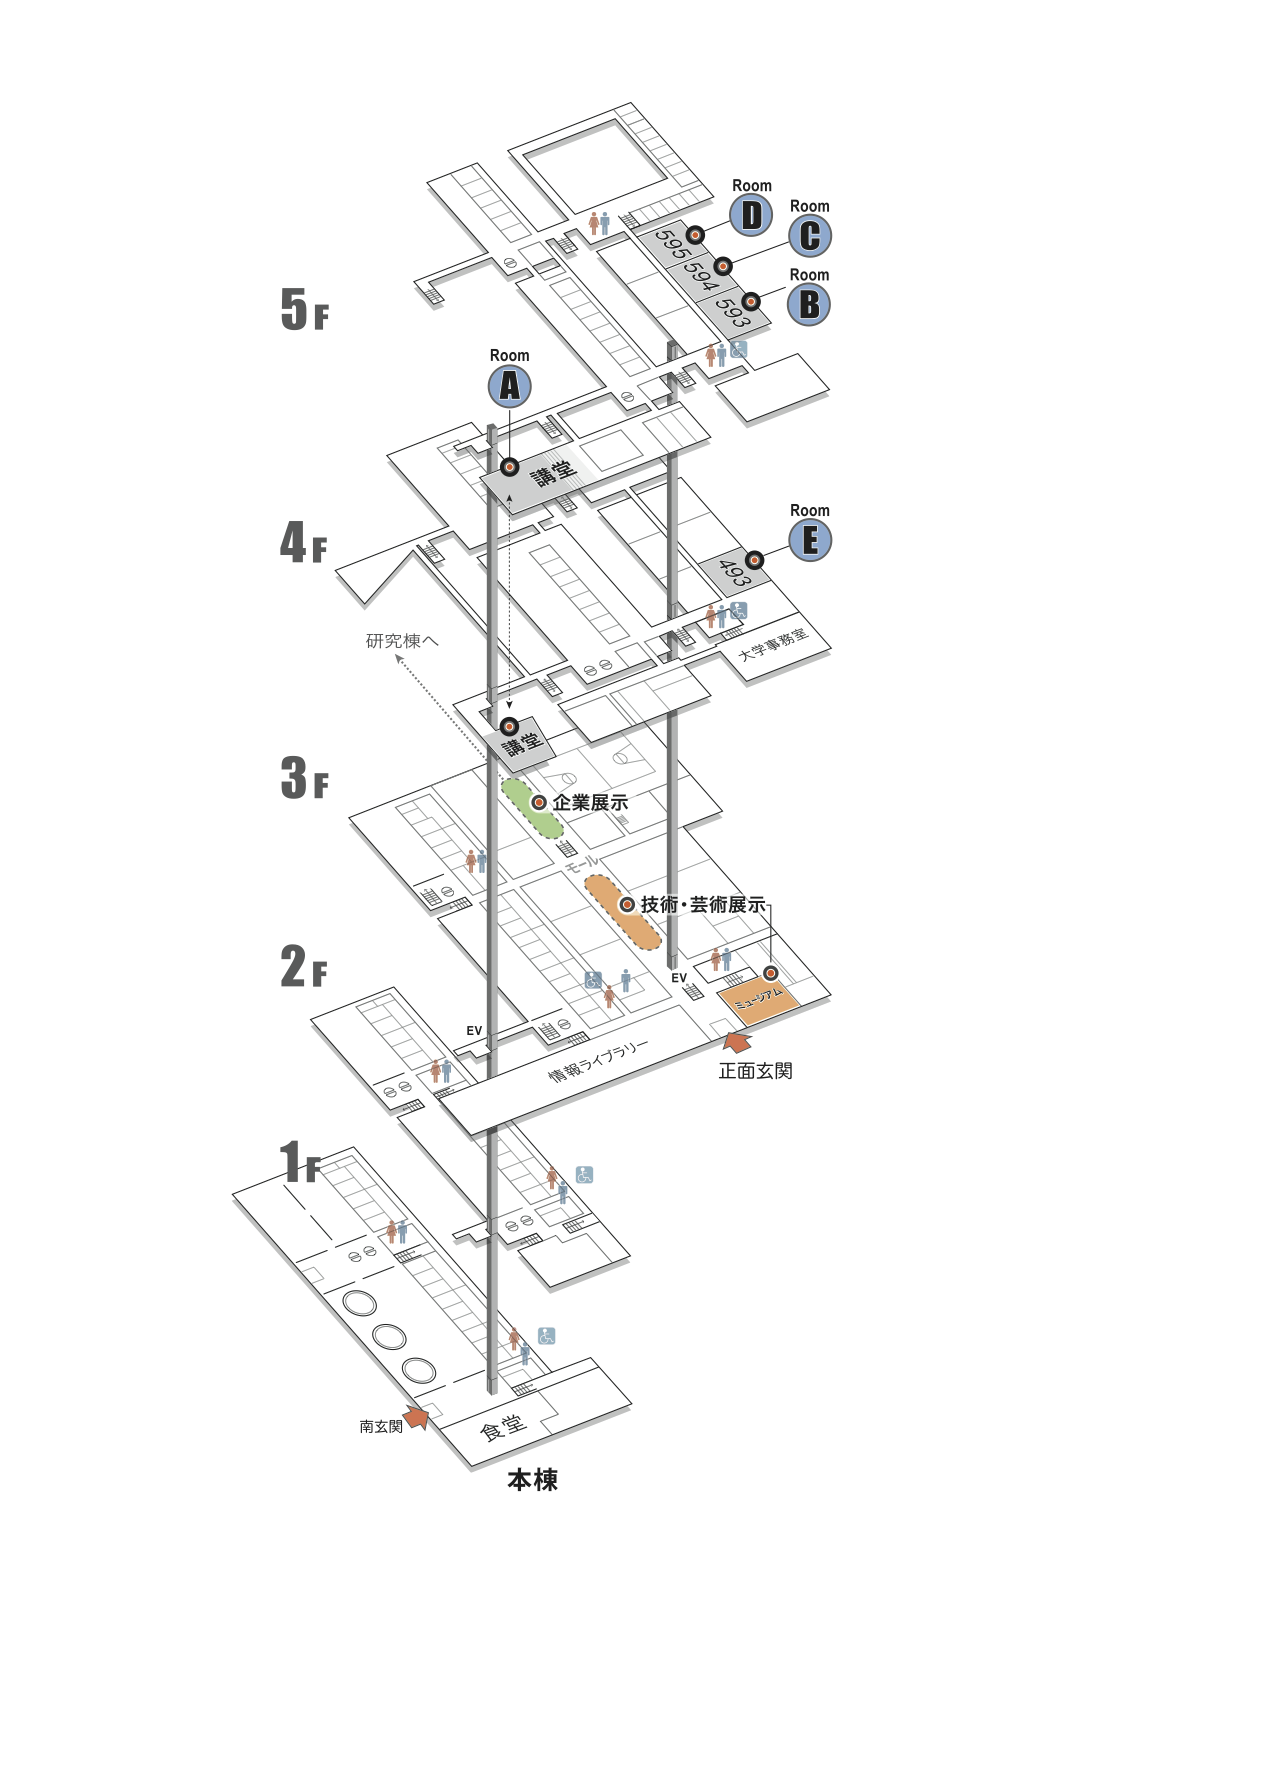 Room
D
Room
C
595
594
Room
B
593
5F
Room
A
講堂
4F
Room
E
493
研究棟へ
大学事務室
講堂
3F
企業展示
モール
技術・芸術展示
2F
EV
ミュージアム
EV
情報ライブラリー
正面玄関
1F
南玄関
食堂
本棟